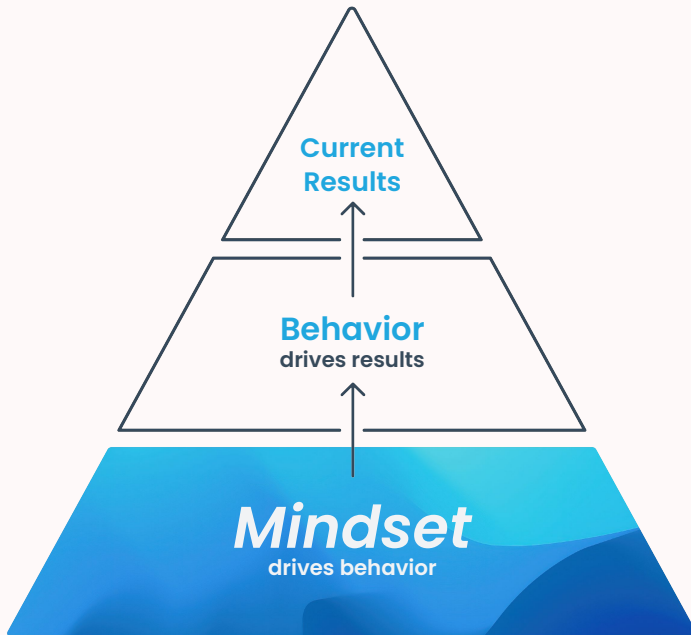 Current
Results
Behavior
drives results
Mindset
drives behavior